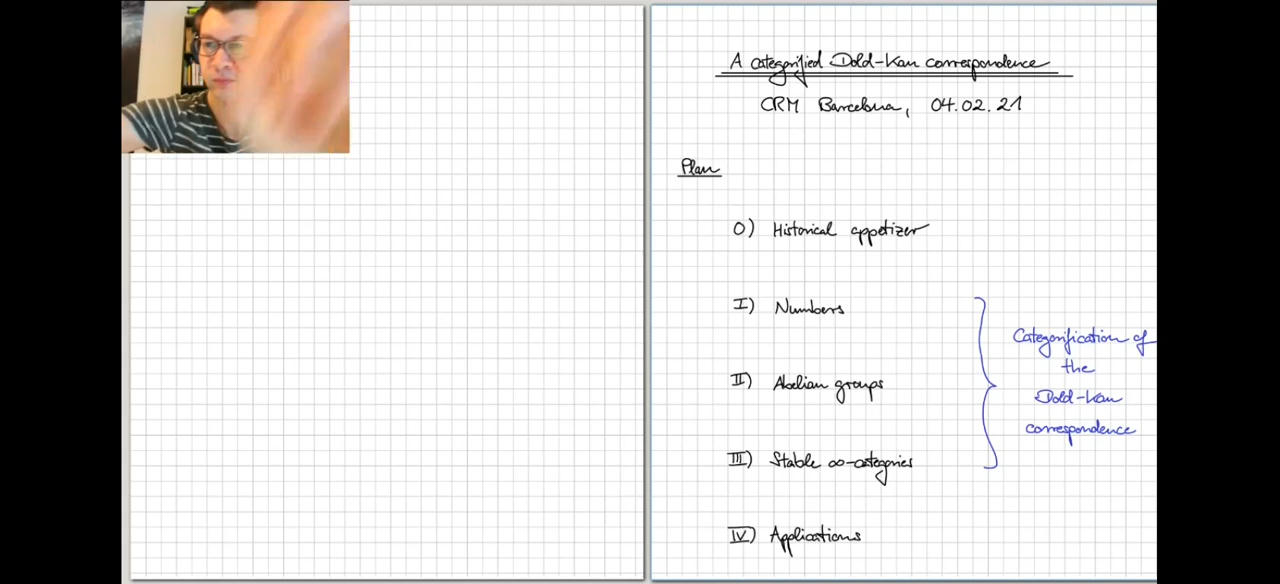 A categorified Dold-Kan correspondence
CRM Barcelona, 04.02.21
Plan
0) Historical appetizer
I) Numbers
II) Abelian groups
III) Stable ∞-categories
IV) Applications
Categorification of
the
Dold-Kan
correspondence